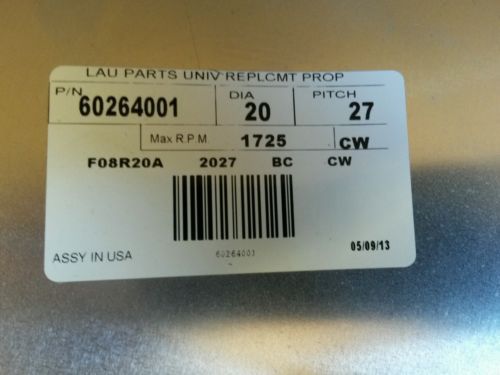 LAU PARTS UNIV REPLCMT PROP
P/N 60264001 DIA 20 PITCH 27
Max R.P.M. 1725 CW
F08R20A 2027 BC CW
60264001
ASSY IN USA 05/09/13